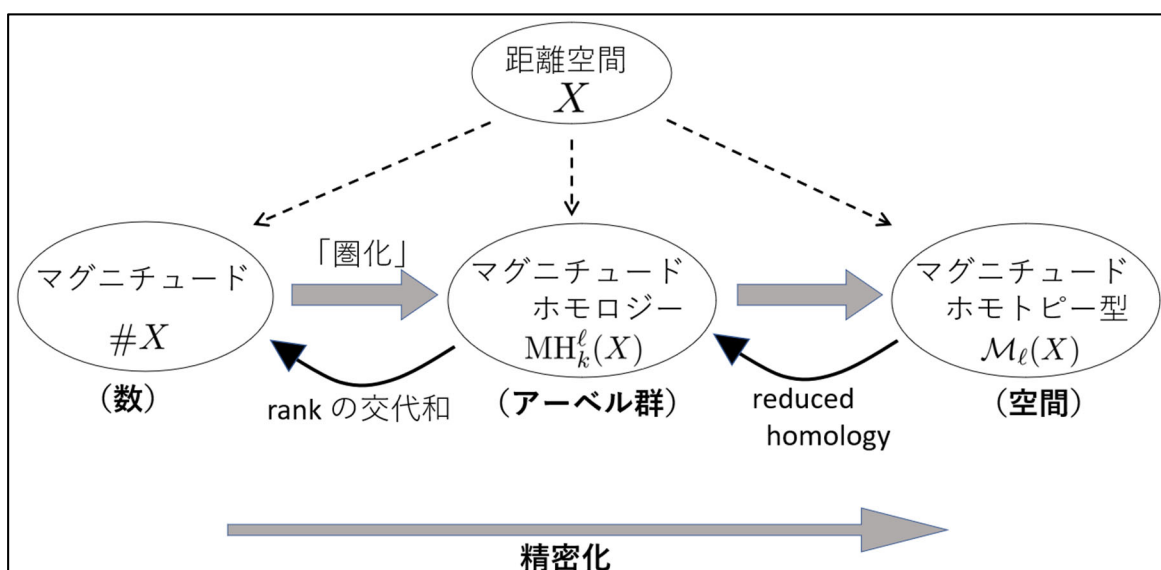 距離空間
X
マグニチュード
#X
(数)
「圏化」
rank の交代和
マグニチュード
ホモロジー
MH_k^ℓ(X)
(アーベル群)
reduced
homology
マグニチュード
ホモトピー型
ℳ_ℓ(X)
(空間)
精密化